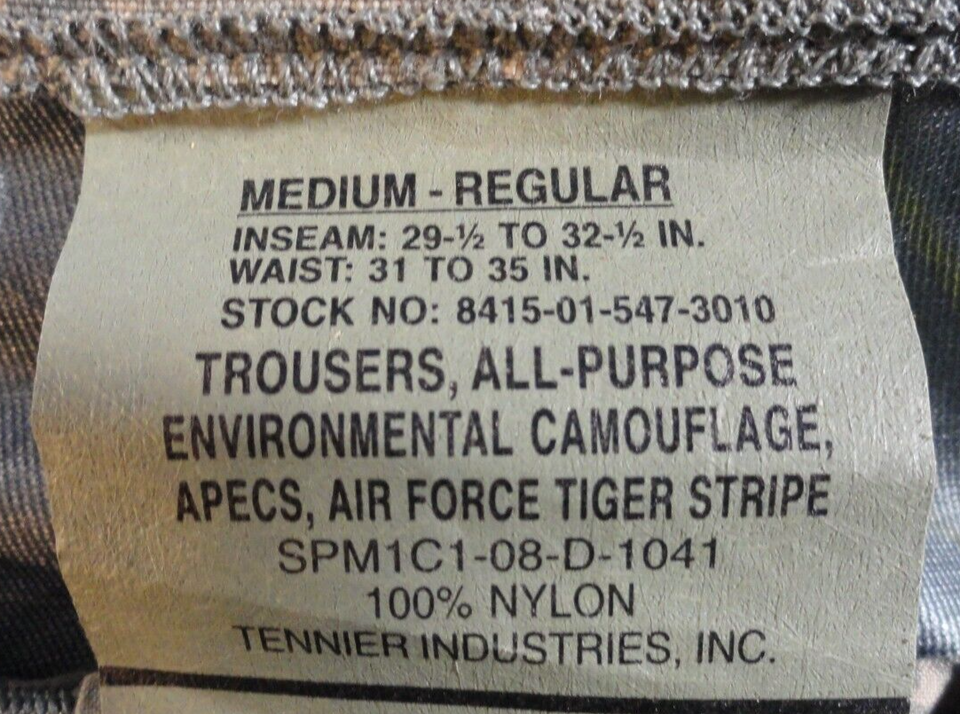 MEDIUM - REGULAR
INSEAM: 29-½ TO 32-½ IN.
WAIST: 31 TO 35 IN.
STOCK NO: 8415-01-547-3010
TROUSERS, ALL-PURPOSE
ENVIRONMENTAL CAMOUFLAGE,
APECS, AIR FORCE TIGER STRIPE
SPM1C1-08-D-1041
100% NYLON
TENNIER INDUSTRIES, INC.